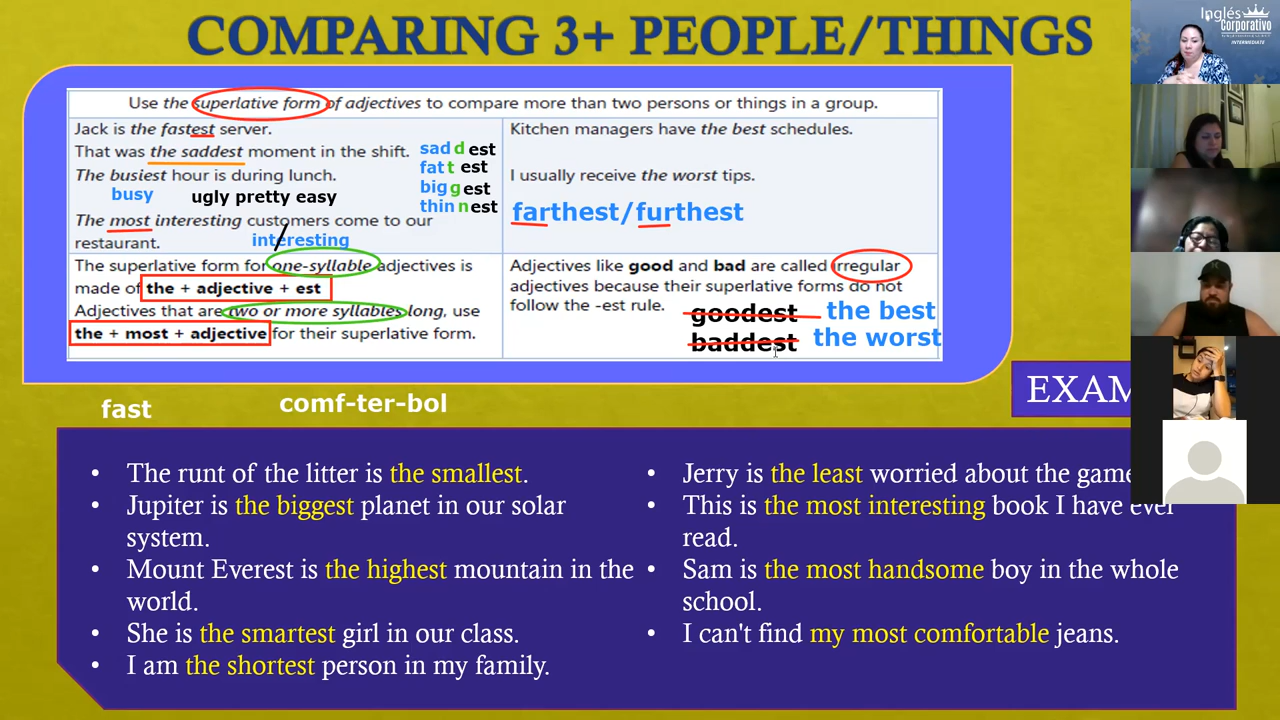 COMPARING 3+ PEOPLE/THINGS
Inglés
Corporativo
INTERMEDIATE
Use the superlative form of adjectives to compare more than two persons or things in a group.
Jack is the fastest server.
That was the saddest moment in the shift.
The busiest hour is during lunch.
busy
ugly pretty easy
The most interesting customers come to our
restaurant.
interesting
saddest
fattest
biggest
thinnest
Kitchen managers have the best schedules.
I usually receive the worst tips.
farthest/furthest
The superlative form for one-syllable adjectives is
made of the + adjective + est
Adjectives that are two or more syllables long, use
the + most + adjective for their superlative form.
Adjectives like good and bad are called irregular
adjectives because their superlative forms do not
follow the -est rule.
goodest the best
baddest the worst
fast
comf-ter-bol
EXAM
• The runt of the litter is the smallest.
• Jupiter is the biggest planet in our solar
system.
• Mount Everest is the highest mountain in the
world.
• She is the smartest girl in our class.
• I am the shortest person in my family.
• Jerry is the least worried about the game
• This is the most interesting book I have ever
read.
• Sam is the most handsome boy in the whole
school.
• I can't find my most comfortable jeans.